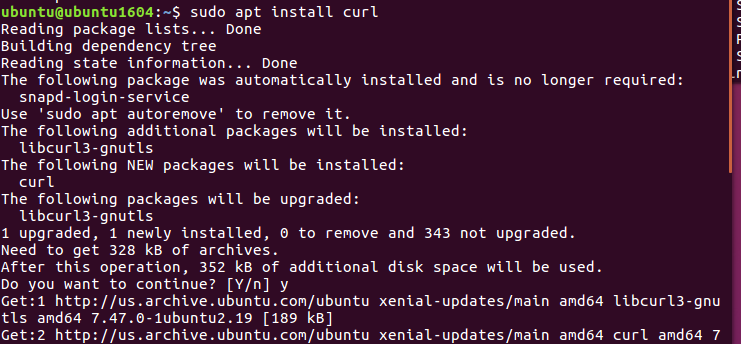 ubuntu@ubuntu1604:~$ sudo apt install curl
Reading package lists... Done
Building dependency tree
Reading state information... Done
The following package was automatically installed and is no longer required:
  snapd-login-service
Use 'sudo apt autoremove' to remove it.
The following additional packages will be installed:
  libcurl3-gnutls
The following NEW packages will be installed:
  curl
The following packages will be upgraded:
  libcurl3-gnutls
1 upgraded, 1 newly installed, 0 to remove and 343 not upgraded.
Need to get 328 kB of archives.
After this operation, 352 kB of additional disk space will be used.
Do you want to continue? [Y/n] y
Get:1 http://us.archive.ubuntu.com/ubuntu xenial-updates/main amd64 libcurl3-gnu
tls amd64 7.47.0-1ubuntu2.19 [189 kB]
Get:2 http://us.archive.ubuntu.com/ubuntu xenial-updates/main amd64 curl amd64 7